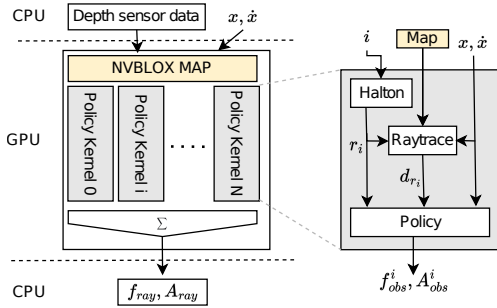 CPU
Depth sensor data
x, ẋ
GPU
NVBLOX MAP
Policy Kernel 0
Policy Kernel i
. . . .
Policy Kernel N
Σ
CPU
f_ray, A_ray
i
Map
x, ẋ
Halton
Raytrace
r_i
d_{r_i}
Policy
f^i_obs, A^i_obs